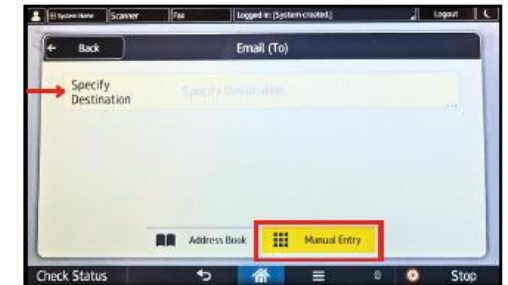 System Home Scanner Fax Logged in: [System created.] Logout
Back Email (To)
Specify
Destination
Specify Destination
...
Address Book Manual Entry
Check Status Stop